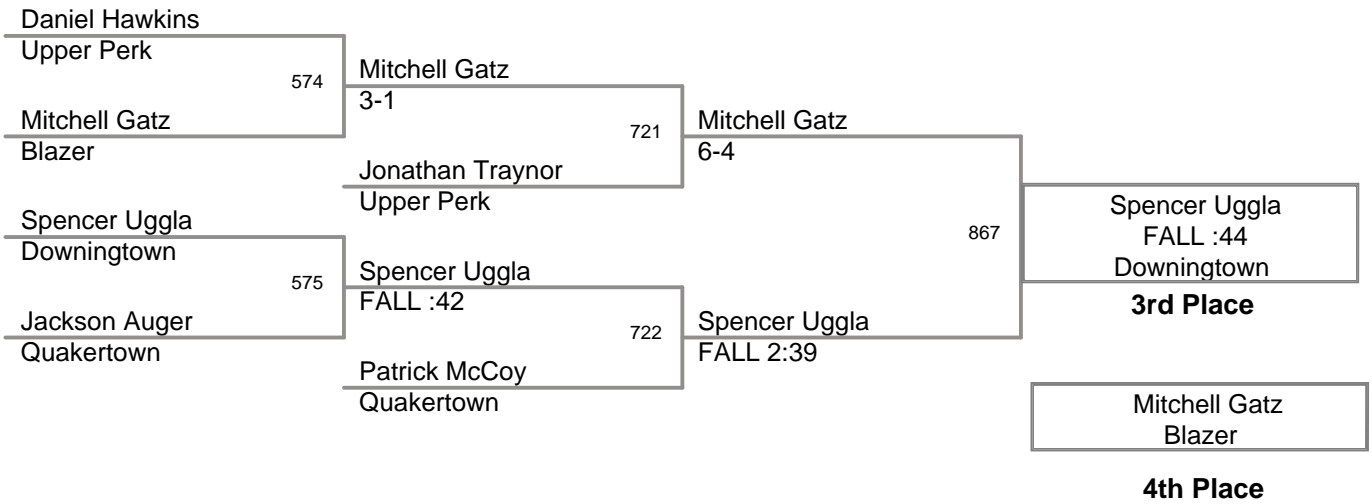 Daniel Hawkins
Upper Perk
574
Mitchell Gatz
3-1
Mitchell Gatz
Blazer
721
Mitchell Gatz
6-4
Jonathan Traynor
Upper Perk
Spencer Uggla
Downingtown
867
Spencer Uggla
FALL :44
Downingtown
3rd Place
575
Spencer Uggla
FALL :42
Jackson Auger
Quakertown
722
Spencer Uggla
FALL 2:39
Patrick McCoy
Quakertown
Mitchell Gatz
Blazer
4th Place